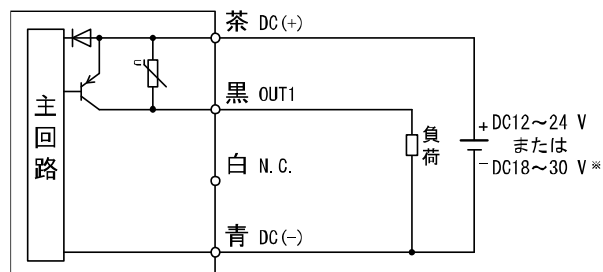 茶 DC(+)
主回路
黒 OUT1
白 N.C.
青 DC(-)
負荷
+ DC12～24 V
または
− DC18～30 V ※